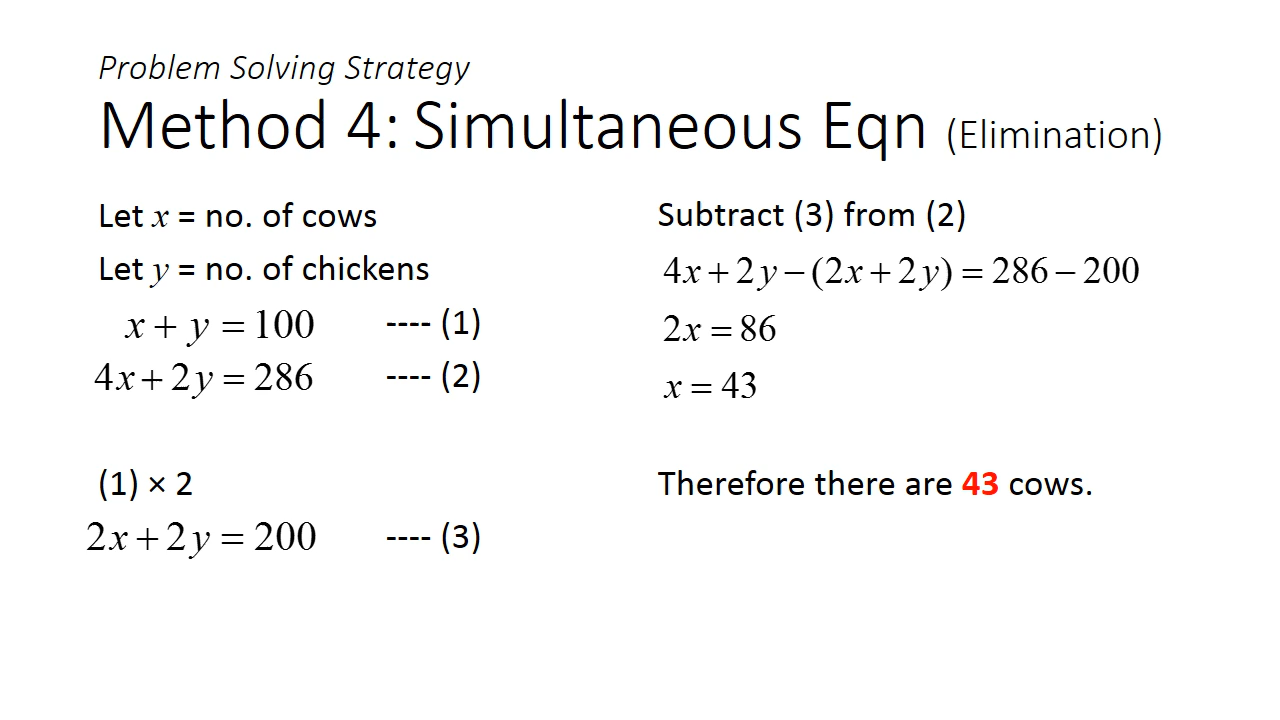 Problem Solving Strategy
Method 4: Simultaneous Eqn (Elimination)
Let x = no. of cows
Let y = no. of chickens
x + y = 100 ---- (1)
4x + 2y = 286 ---- (2)
(1) × 2
2x + 2y = 200 ---- (3)
Subtract (3) from (2)
4x + 2y − (2x + 2y) = 286 − 200
2x = 86
x = 43
Therefore there are 43 cows.